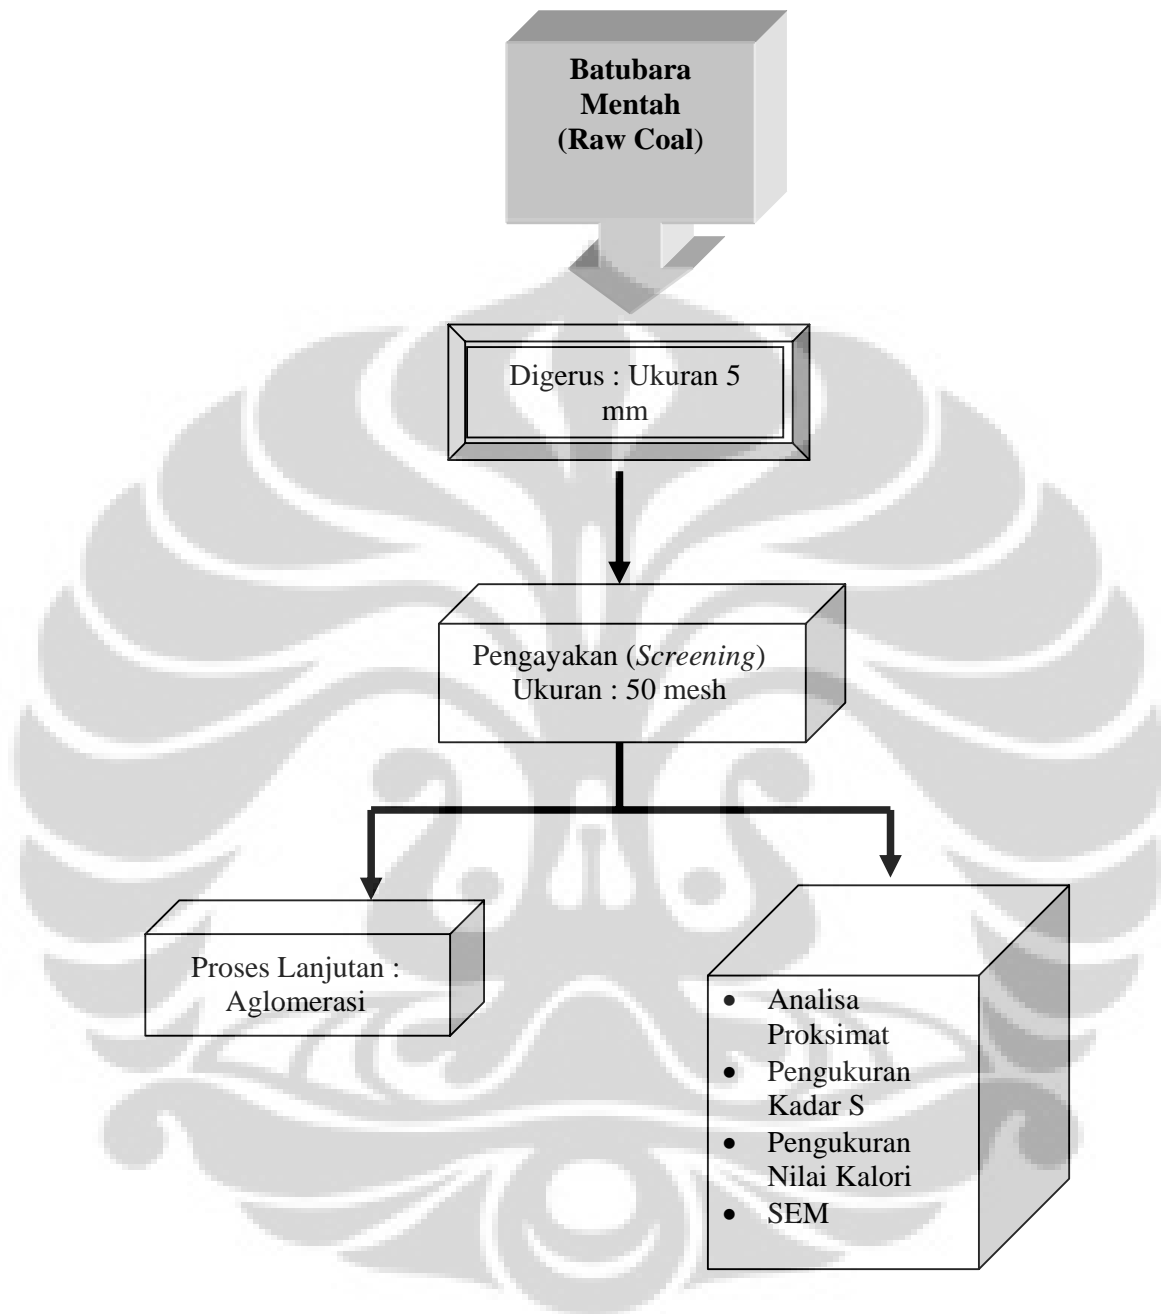 Batubara
Mentah
(Raw Coal)
Digerus : Ukuran 5
mm
Pengayakan (Screening)
Ukuran : 50 mesh
Proses Lanjutan :
Aglomerasi
• Analisa
Proksimat
• Pengukuran
Kadar S
• Pengukuran
Nilai Kalori
• SEM